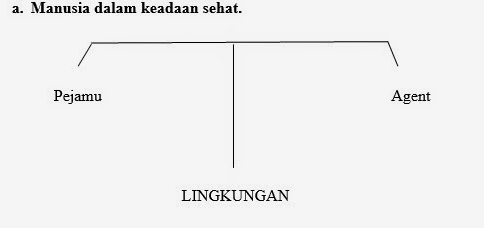 a. Manusia dalam keadaan sehat.
Pejamu Agent
LINGKUNGAN